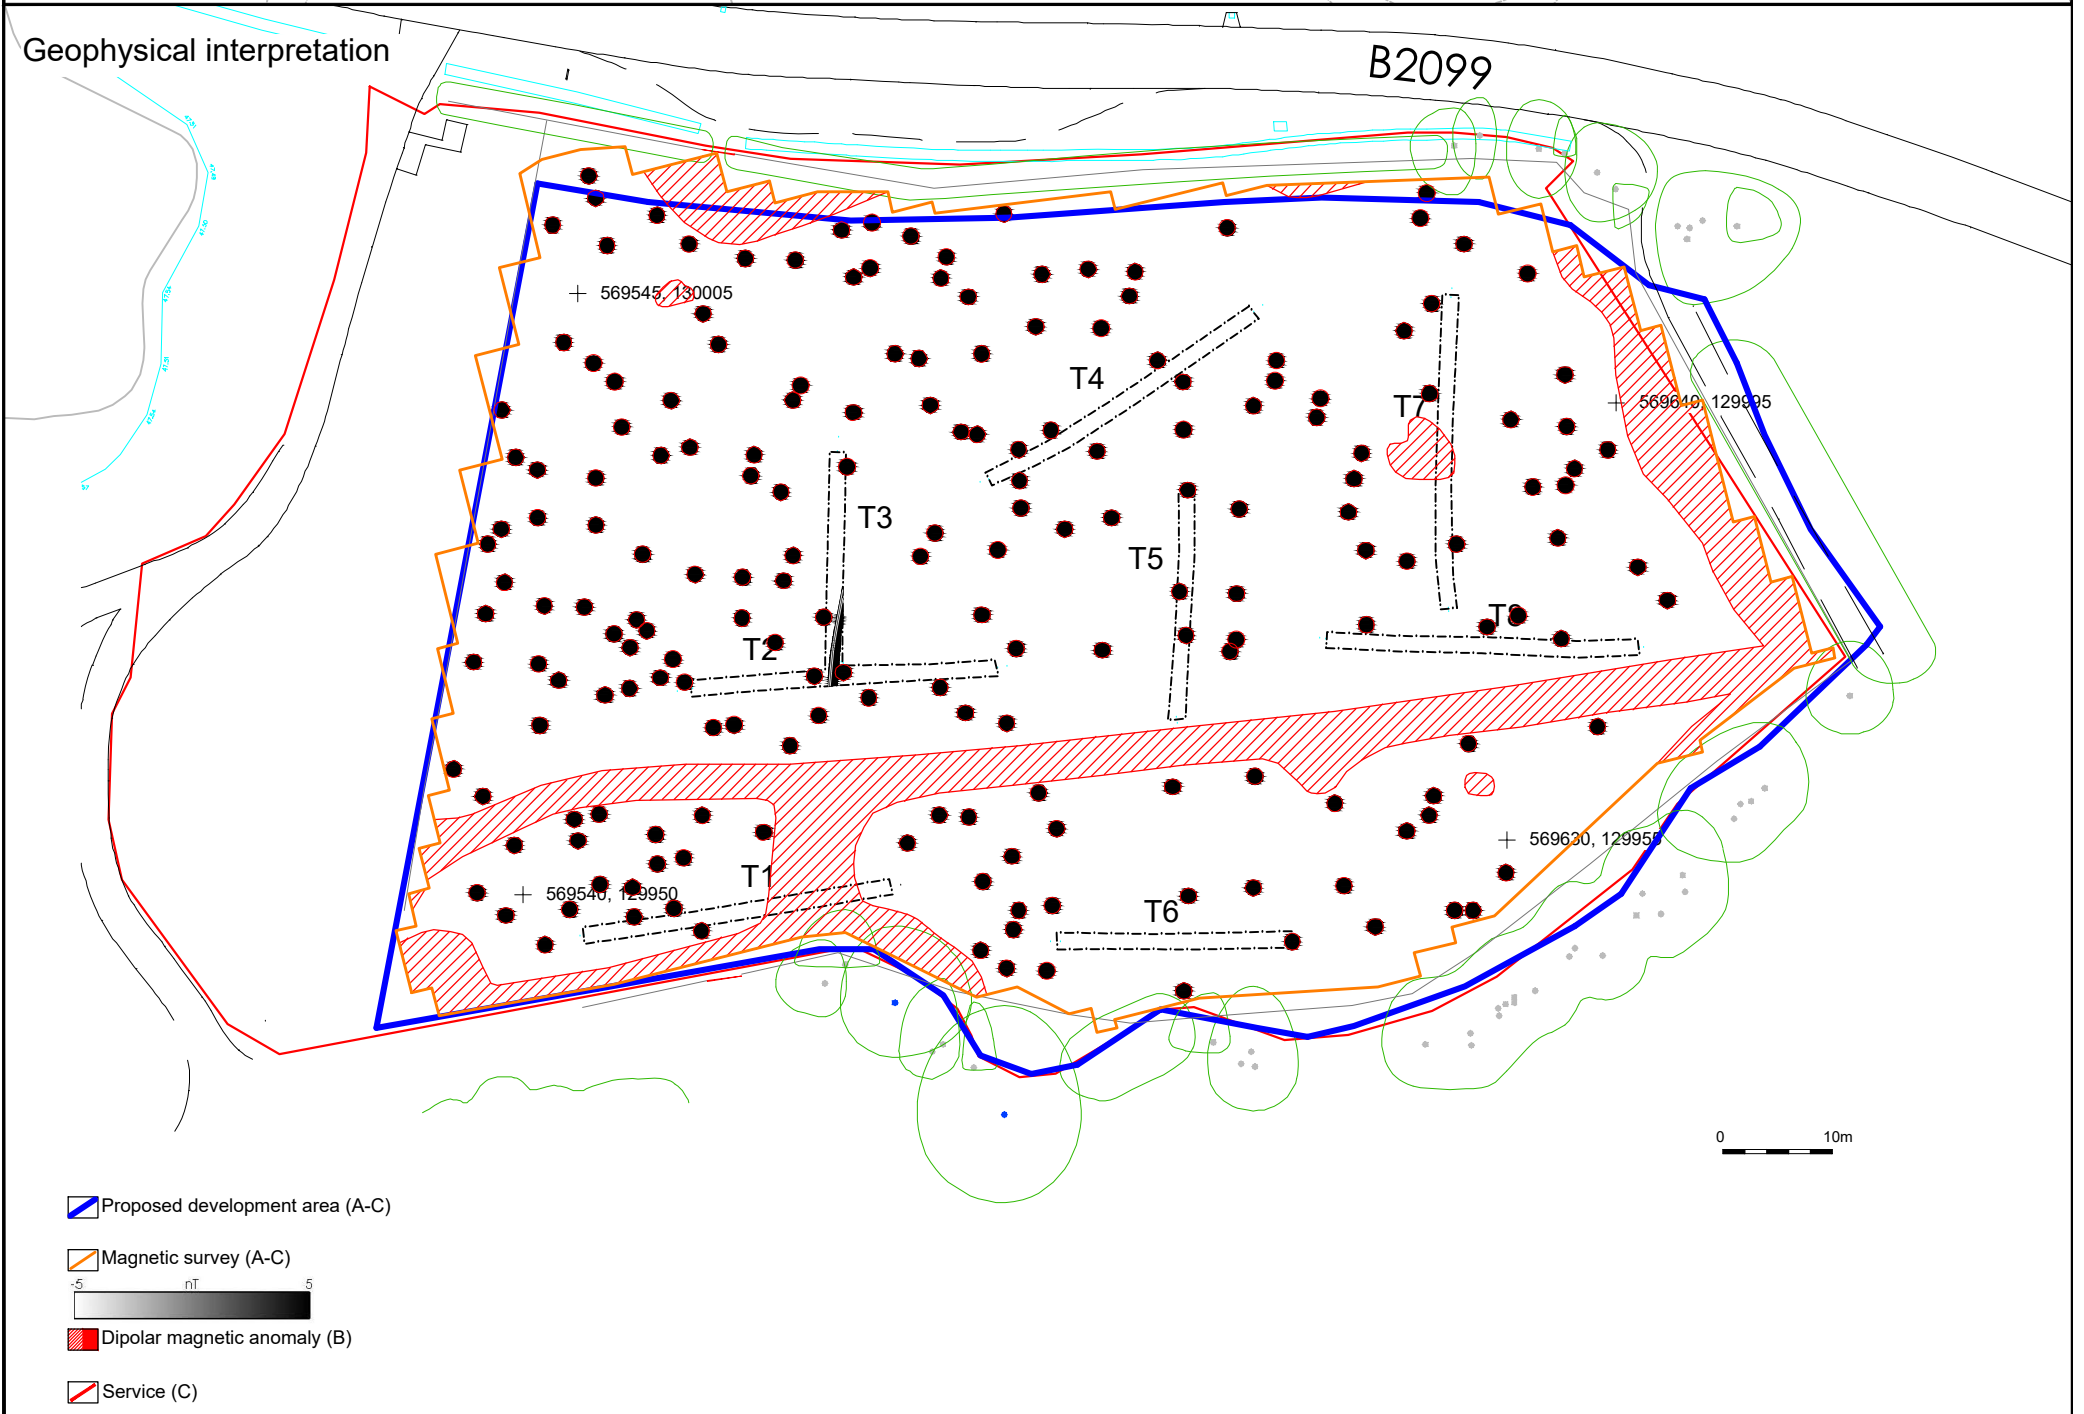 Geophysical interpretation
B2099
569545, 130005
T4
T7
569640, 129995
T3
T5
T8
T2
T1
569540, 129950
T6
569630, 129955
0 10m
Proposed development area (A-C)
Magnetic survey (A-C)
-5 nT 5
Dipolar magnetic anomaly (B)
Service (C)